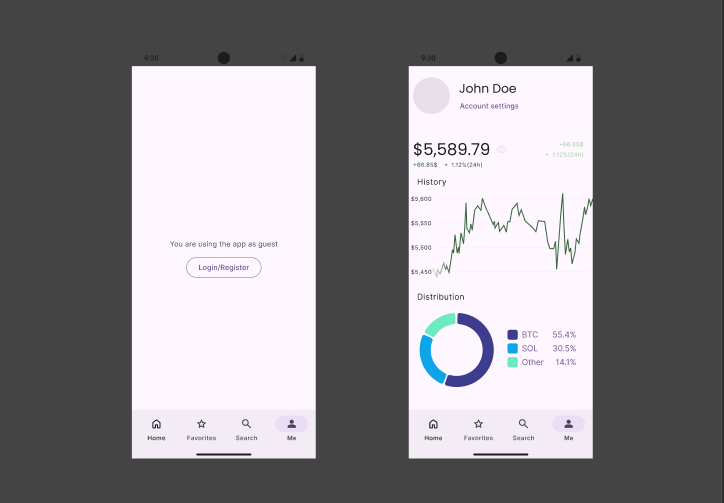 9:30
You are using the app as guest
Login/Register
Home Favorites Search Me
9:30
John Doe
Account settings
$5,589.79
+66.85$ 1.12%(24h)
+66.85$
1.12%(24h)
History
$5,600
$5,550
$5,500
$5,450
Distribution
BTC 55.4%
SOL 30.5%
Other 14.1%
Home Favorites Search Me